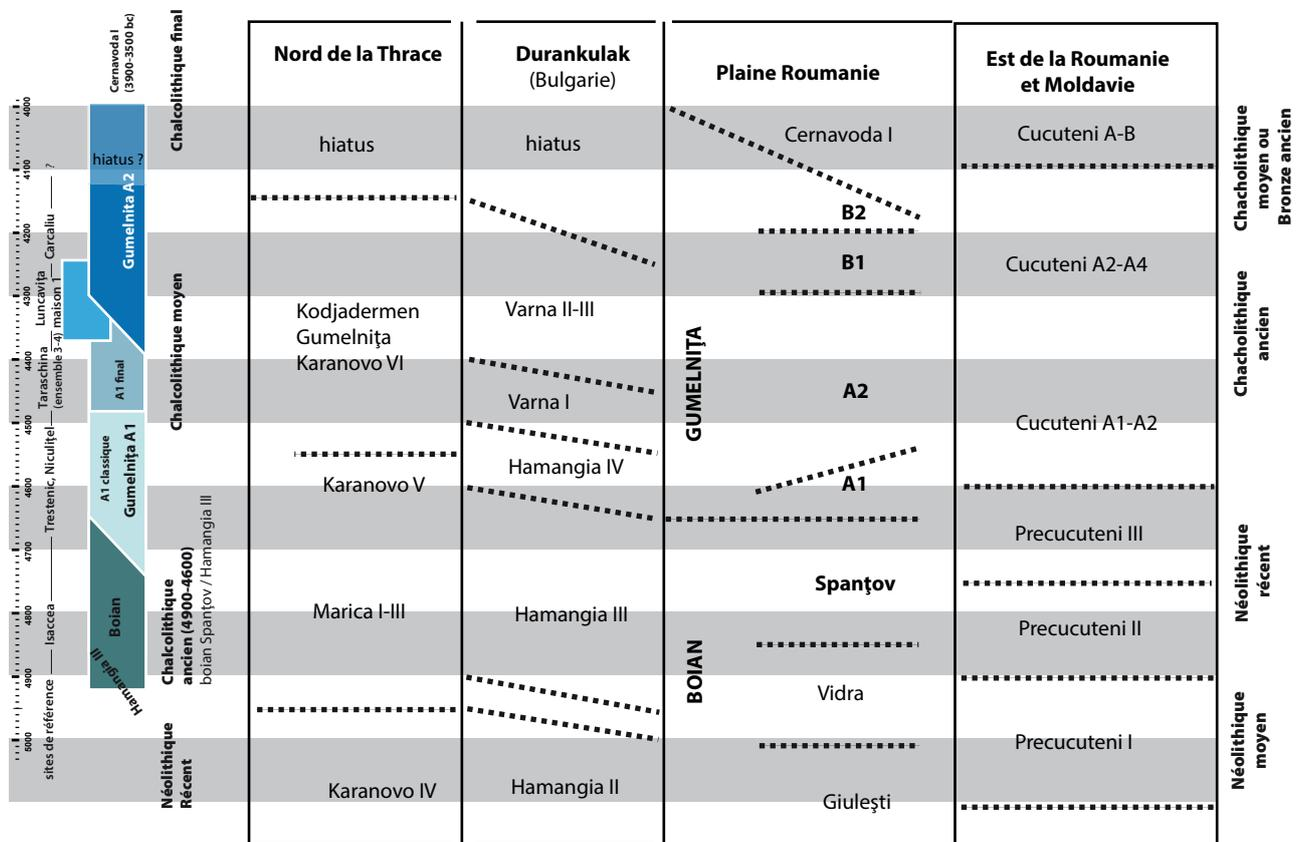 Cernavoda I
(3900-3500 bc)
Chalcolithique final
Nord de la Thrace
Durankulak
(Bulgarie)
Plaine Roumanie
Est de la Roumanie
et Moldavie
4000
4100
4200
4300
4400
4500
4600
4700
4800
4900
5000
sites de référence — Isaccea — Trestenic, Niculiţel — Taraschina
(ensemble 3-4)
Luncaviţa
maison 1
Carcaliu — ?
hiatus ?
Gumelnita A2
A1 final
A1 classique
Gumelniţa A1
Boian
Hamangia III
Chalcolithique moyen
Chalcolithique
ancien (4900-4600)
boian Spanţov / Hamangia III
Néolithique
Récent
hiatus
Kodjadermen
Gumelniţa
Karanovo VI
Karanovo V
Marica I-III
Karanovo IV
hiatus
Varna II-III
Varna I
Hamangia IV
Hamangia III
Hamangia II
GUMELNIŢA
BOIAN
Cernavoda I
B2
B1
A2
A1
Spanţov
Vidra
Giuleşti
Cucuteni A-B
Cucuteni A2-A4
Cucuteni A1-A2
Precucuteni III
Precucuteni II
Precucuteni I
Chacholithique
moyen ou
Bronze ancien
Chacholithique
ancien
Néolithique
récent
Néolithique
moyen